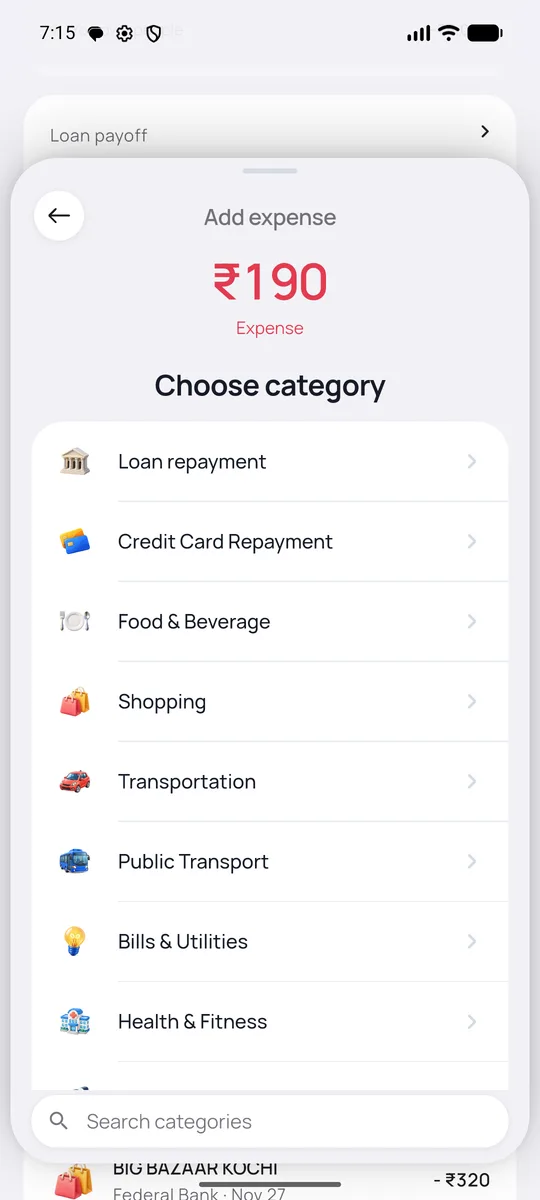 7:15
Loan payoff
Add expense
₹190
Expense
Choose category
Loan repayment
Credit Card Repayment
Food & Beverage
Shopping
Transportation
Public Transport
Bills & Utilities
Health & Fitness
Search categories
BIG BAZAAR KOCHI
- ₹320
Federal Bank · Nov 27